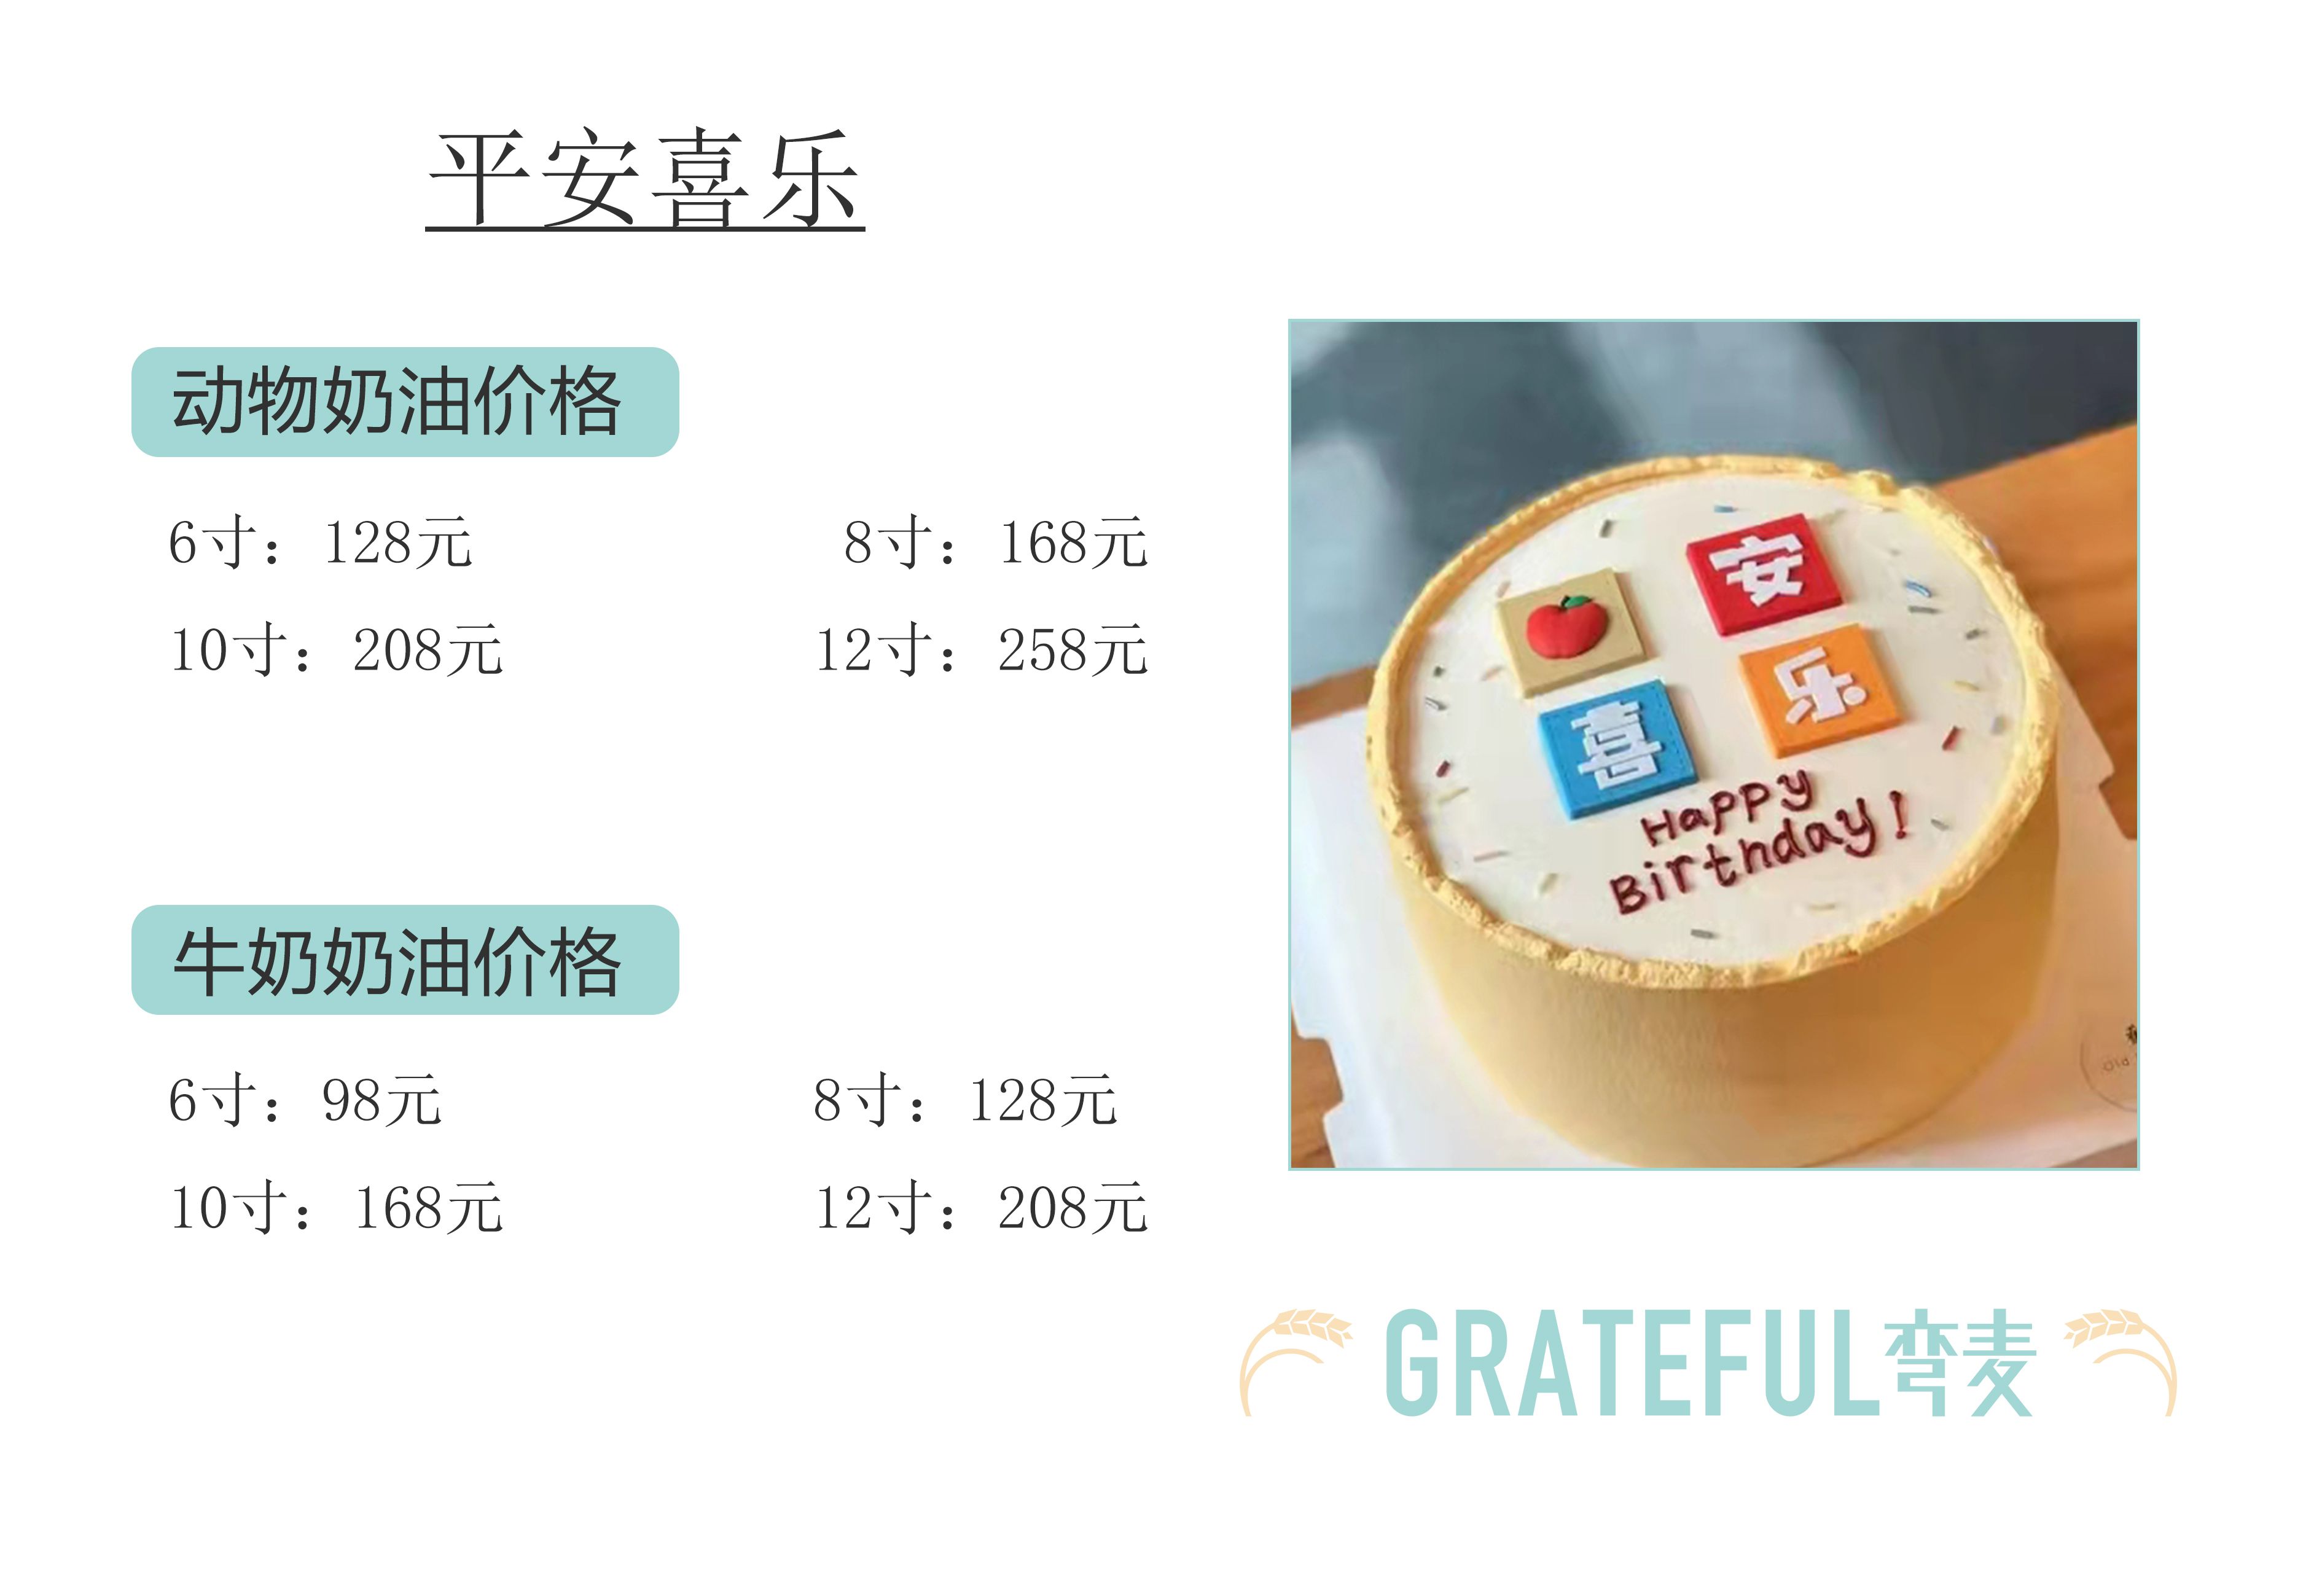 平安喜乐
动物奶油价格
6寸：128元 8寸：168元
10寸：208元 12寸：258元
牛奶奶油价格
6寸：98元 8寸：128元
10寸：168元 12寸：208元
安
喜 乐
Happy
Birthday!
Old
GRATEFUL弯麦